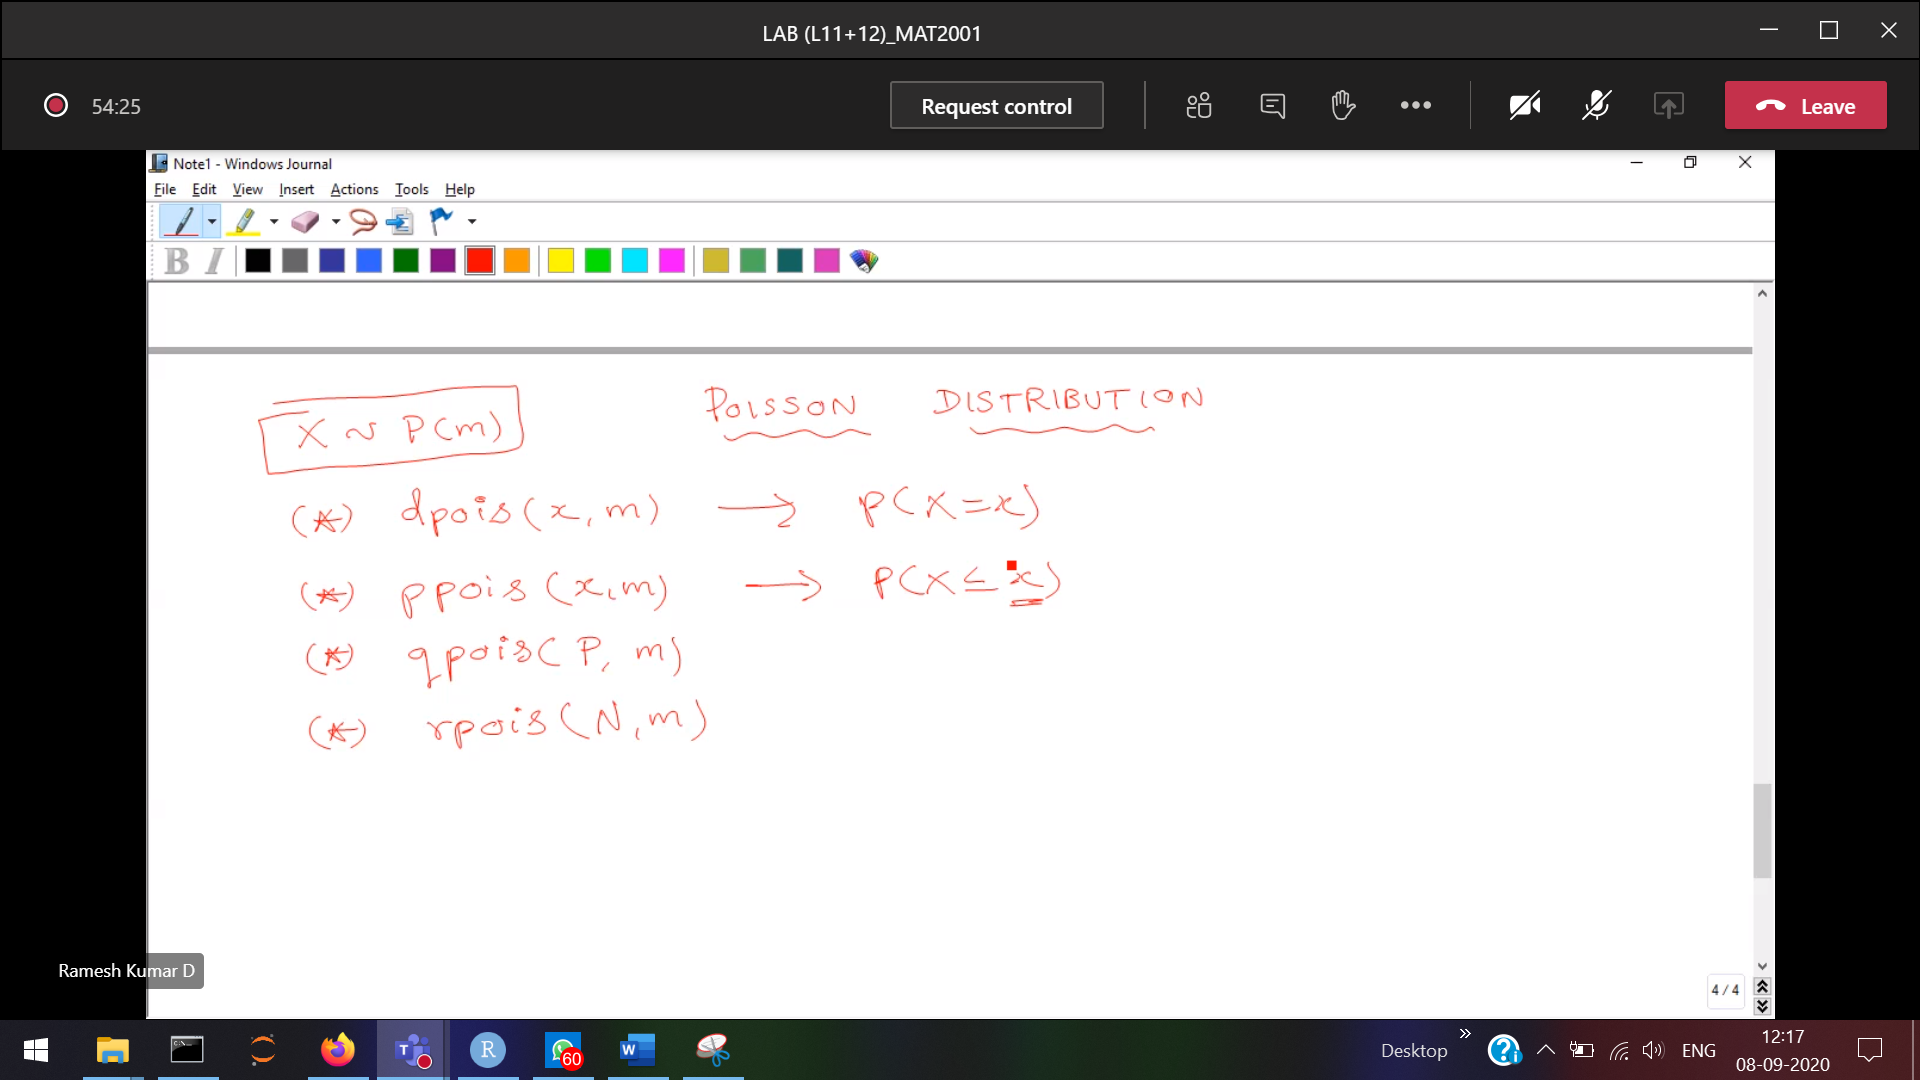 LAB (L11+12)_MAT2001
54:25
Request control
Leave
Note1 - Windows Journal
File Edit View Insert Actions Tools Help
B I
X ~ P(m)
POISSON DISTRIBUTION
(*) dpois(x, m) → P(X=x)
(*) ppois(x,m) → P(X≤x)
(*) qpois(P, m)
(*) rpois(N,m)
Ramesh Kumar D
4 / 4
R
60
W
Desktop
ENG
12:17
08-09-2020